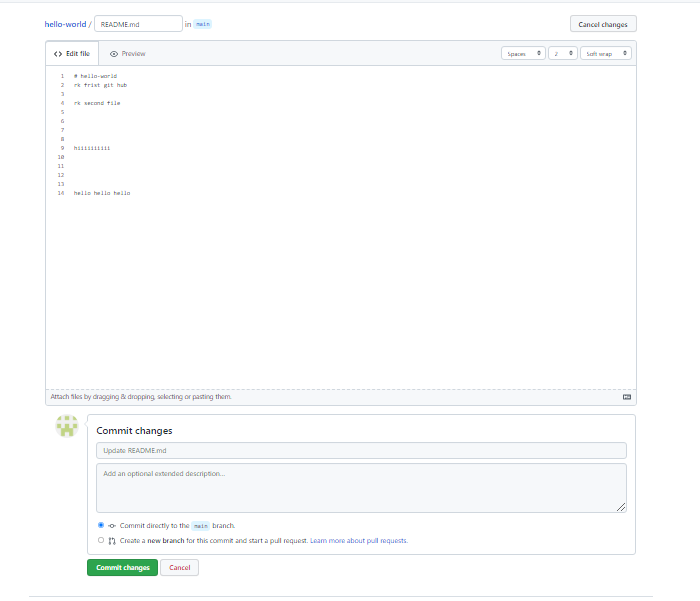 hello-world / README.md in main Cancel changes
Edit file Preview Spaces 2 Soft wrap
1 # hello-world
2 rk frist git hub
3
4 rk second file
5
6
7
8
9 hiiiiiiiiii
10
11
12
13
14 hello hello hello
Attach files by dragging & dropping, selecting or pasting them.
Commit changes
Update README.md
Add an optional extended description...
Commit directly to the main branch.
Create a new branch for this commit and start a pull request. Learn more about pull requests.
Commit changes Cancel